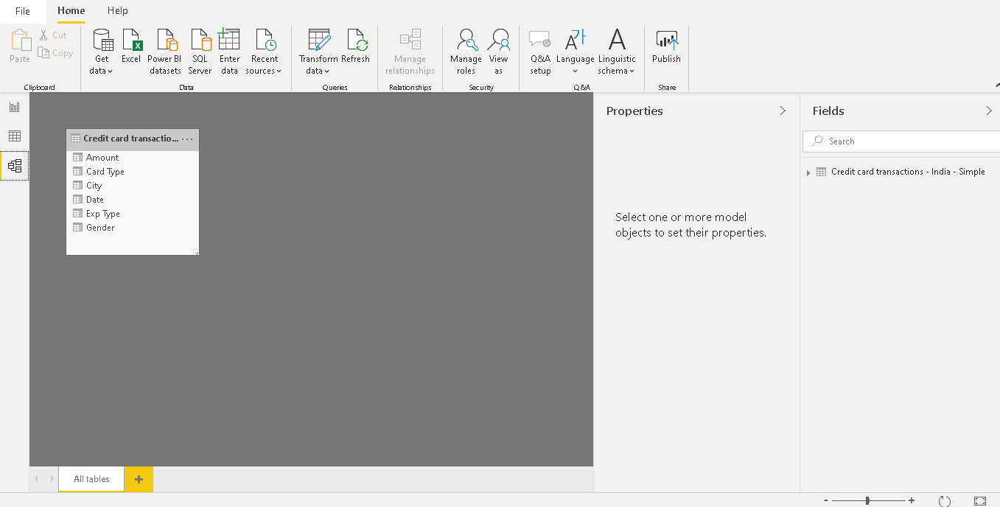 File
Home
Help
Paste
Cut
Copy
Clipboard
Get
data
Excel
Power BI
datasets
SQL
Server
Enter
data
Recent
sources
Data
Transform
data
Refresh
Queries
Manage
relationships
Relationships
Manage
roles
View
as
Security
Q&A
setup
Language
Linguistic
schema
Q&A
Publish
Share
Credit card transactio... ...
Amount
Card Type
City
Date
Exp Type
Gender
Properties
Select one or more model
objects to set their properties.
Fields
Search
Credit card transactions - India - Simple
All tables
+
- +